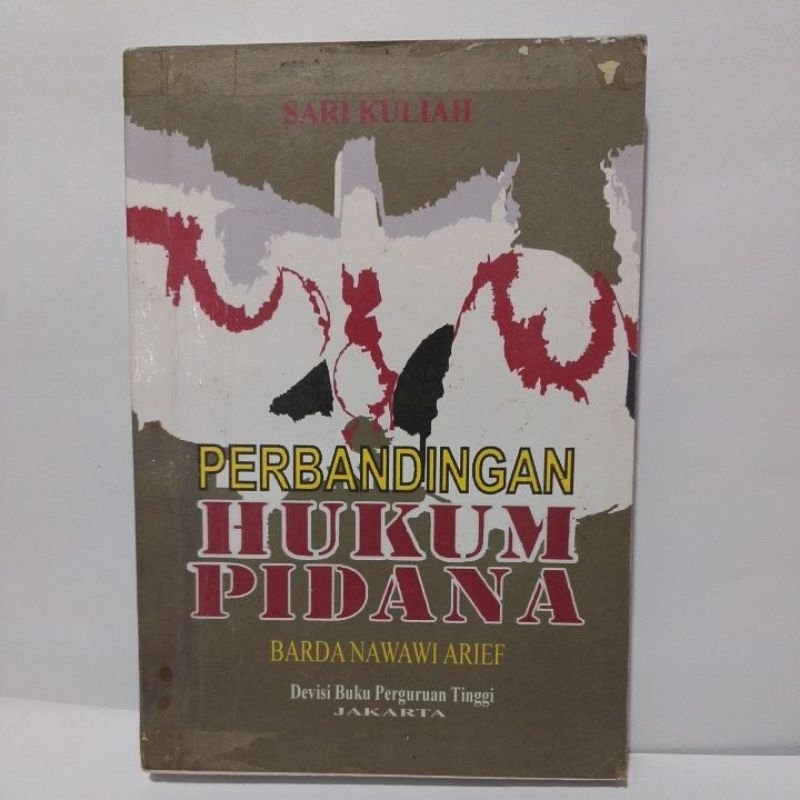 SARI KULIAH
PERBANDINGAN
HUKUM
PIDANA
BARDA NAWAWI ARIEF
Devisi Buku Perguruan Tinggi
JAKARTA